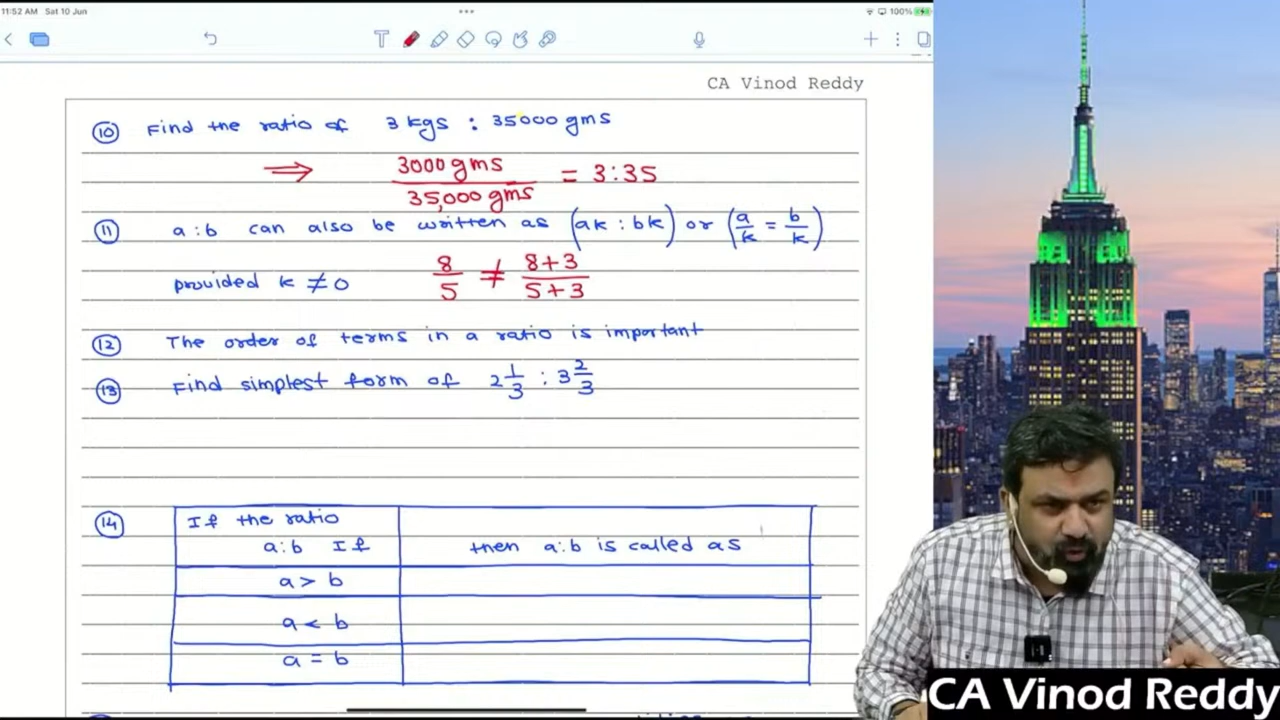 11:52 AM Sat 10 Jun
100%
CA Vinod Reddy
10 Find the ratio of 3 kgs : 35000 gms
⇒ 3000 gms / 35,000 gms = 3:35
11 a:b can also be written as (ak : bk) or (a/k = b/k)
provided k ≠ 0 8/5 ≠ 8+3/5+3
12 The order of terms in a ratio is important
13 Find simplest form of 2 1/3 : 3 2/3
14 If the ratio
a:b If then a:b is called as
a > b
a < b
a = b
CA Vinod Reddy